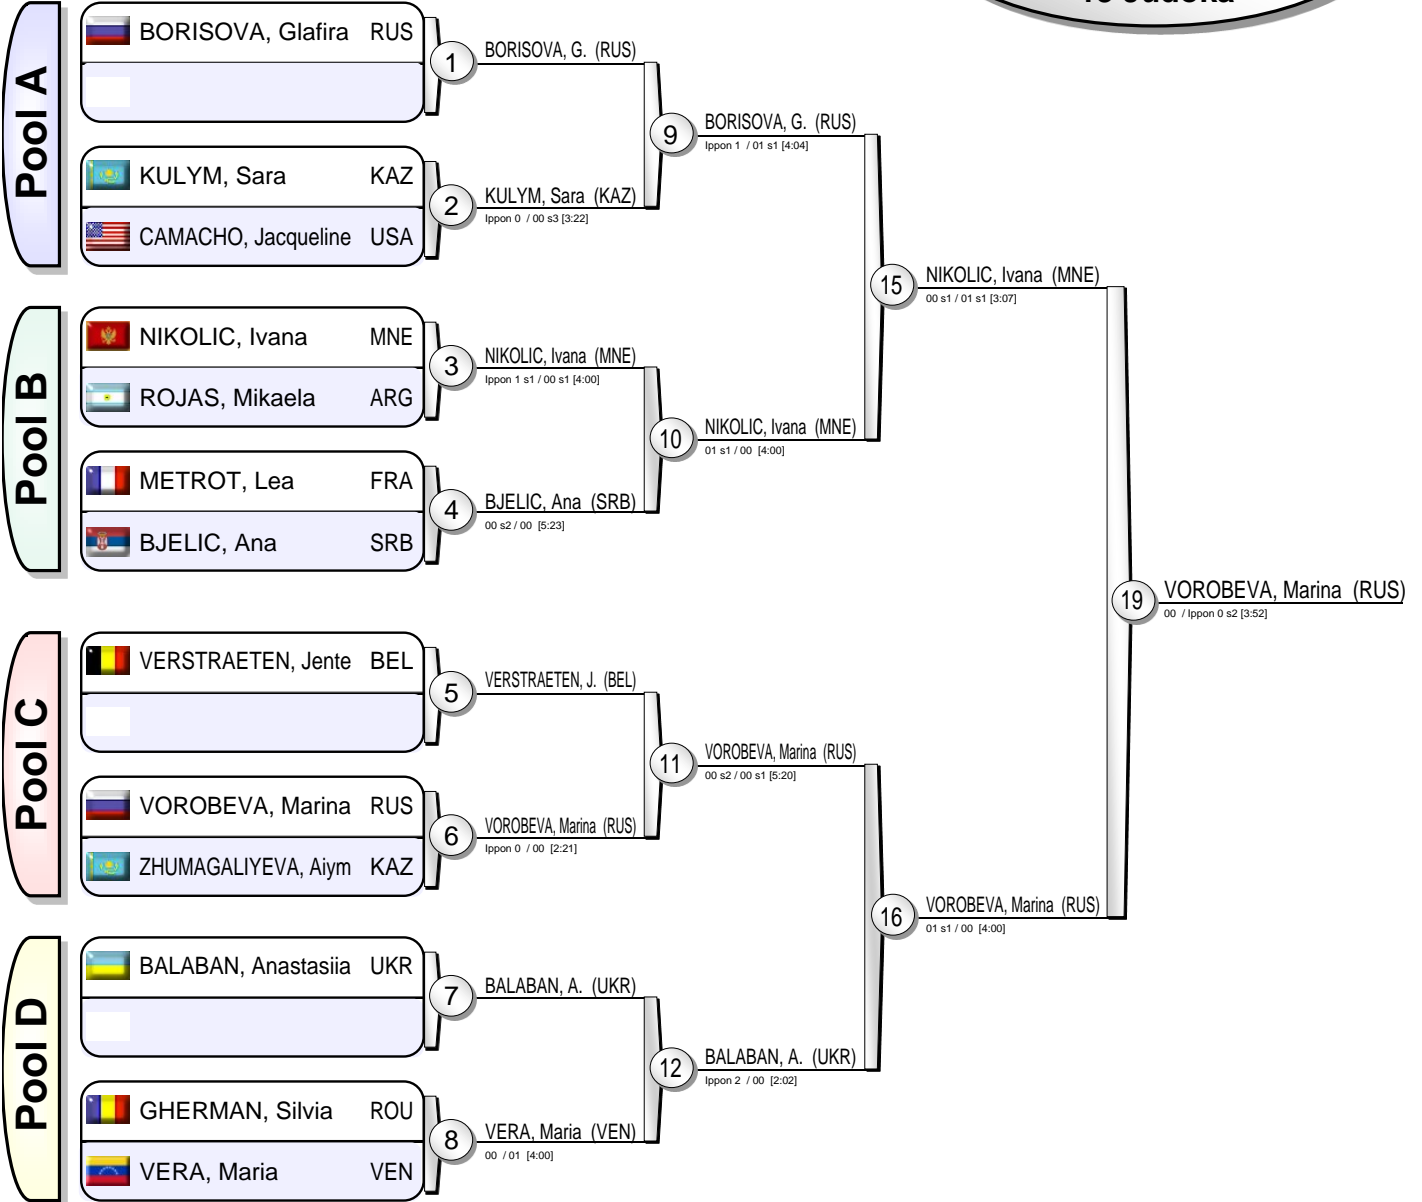 13 Judoka
Pool A
BORISOVA, Glafira RUS
KULYM, Sara KAZ
CAMACHO, Jacqueline USA
Pool B
NIKOLIC, Ivana MNE
ROJAS, Mikaela ARG
METROT, Lea FRA
BJELIC, Ana SRB
Pool C
VERSTRAETEN, Jente BEL
VOROBEVA, Marina RUS
ZHUMAGALIYEVA, Aiym KAZ
Pool D
BALABAN, Anastasiia UKR
GHERMAN, Silvia ROU
VERA, Maria VEN
1
BORISOVA, G. (RUS)
2
KULYM, Sara (KAZ)
Ippon 0 / 00 s3 [3:22]
3
NIKOLIC, Ivana (MNE)
Ippon 1 s1 / 00 s1 [4:00]
4
BJELIC, Ana (SRB)
00 s2 / 00 [5:23]
5
VERSTRAETEN, J. (BEL)
6
VOROBEVA, Marina (RUS)
Ippon 0 / 00 [2:21]
7
BALABAN, A. (UKR)
8
VERA, Maria (VEN)
00 / 01 [4:00]
9
BORISOVA, G. (RUS)
Ippon 1 / 01 s1 [4:04]
10
NIKOLIC, Ivana (MNE)
01 s1 / 00 [4:00]
11
VOROBEVA, Marina (RUS)
00 s2 / 00 s1 [5:20]
12
BALABAN, A. (UKR)
Ippon 2 / 00 [2:02]
15
NIKOLIC, Ivana (MNE)
00 s1 / 01 s1 [3:07]
16
VOROBEVA, Marina (RUS)
01 s1 / 00 [4:00]
19
VOROBEVA, Marina (RUS)
00 / Ippon 0 s2 [3:52]